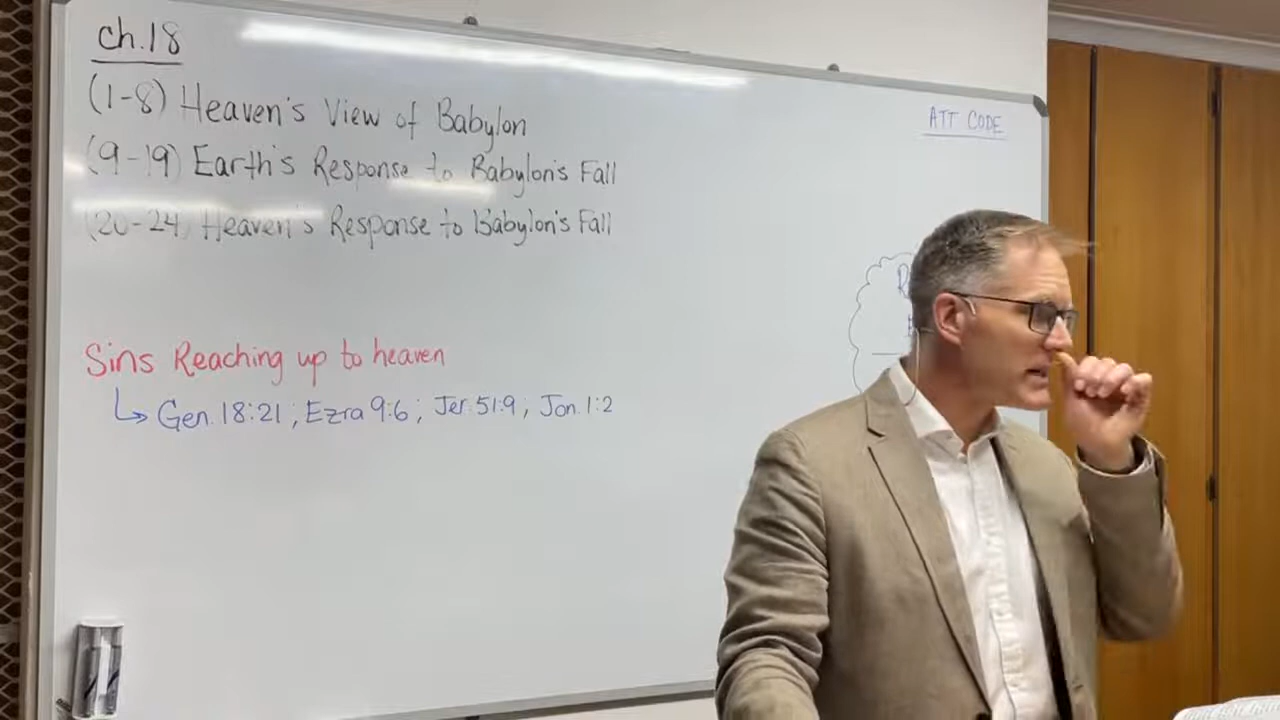 ch.18
(1-8) Heaven's View of Babylon
(9-19) Earth's Response to Babylon's Fall
(20-24) Heaven's Response to Babylon's Fall
ATT CODE
Sins Reaching up to heaven
↳ Gen. 18:21 ; Ezra 9:6 ; Jer. 51:9 ; Jon. 1:2